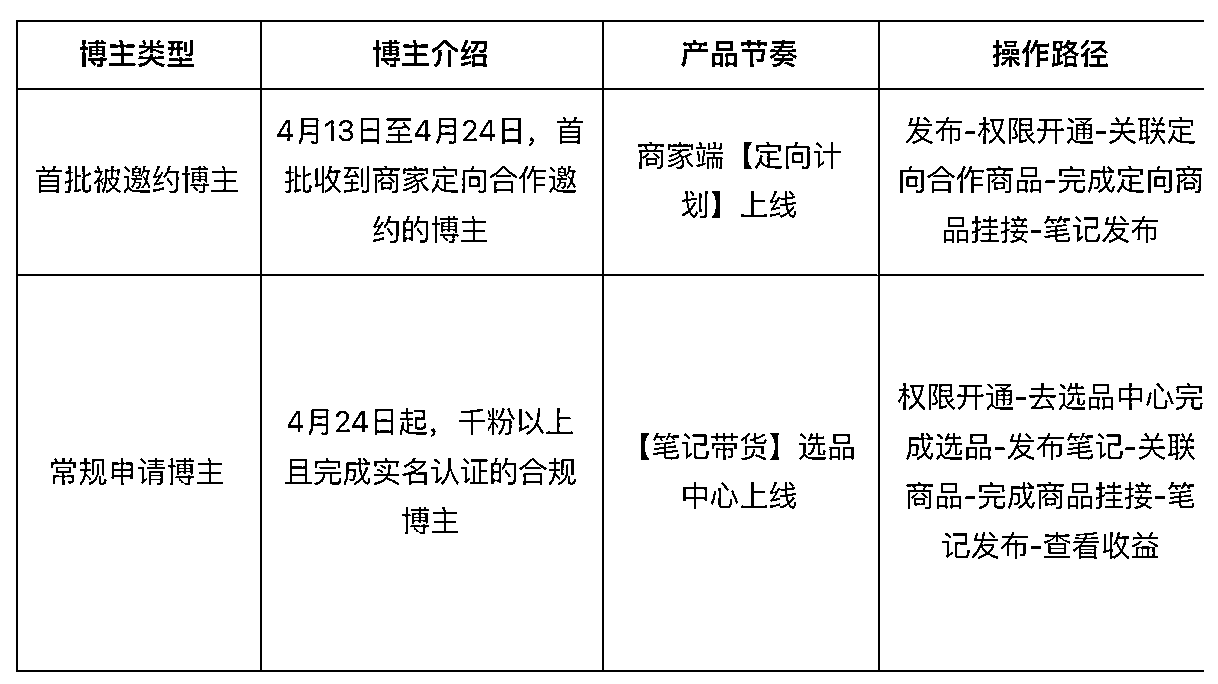 博主类型
博主介绍
产品节奏
操作路径
首批被邀约博主
4月13日至4月24日，首
批收到商家定向合作邀
约的博主
商家端【定向计
划】上线
发布-权限开通-关联定
向合作商品-完成定向商
品挂接-笔记发布
常规申请博主
4月24日起，千粉以上
且完成实名认证的合规
博主
【笔记带货】选品
中心上线
权限开通-去选品中心完
成选品-发布笔记-关联
商品-完成商品挂接-笔
记发布-查看收益